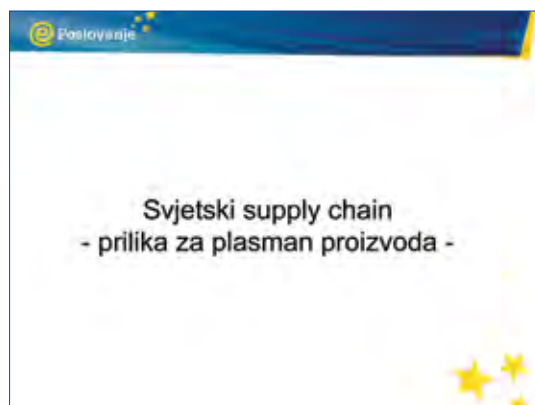 e Poslovanje
Svjetski supply chain
- prilika za plasman proizvoda -